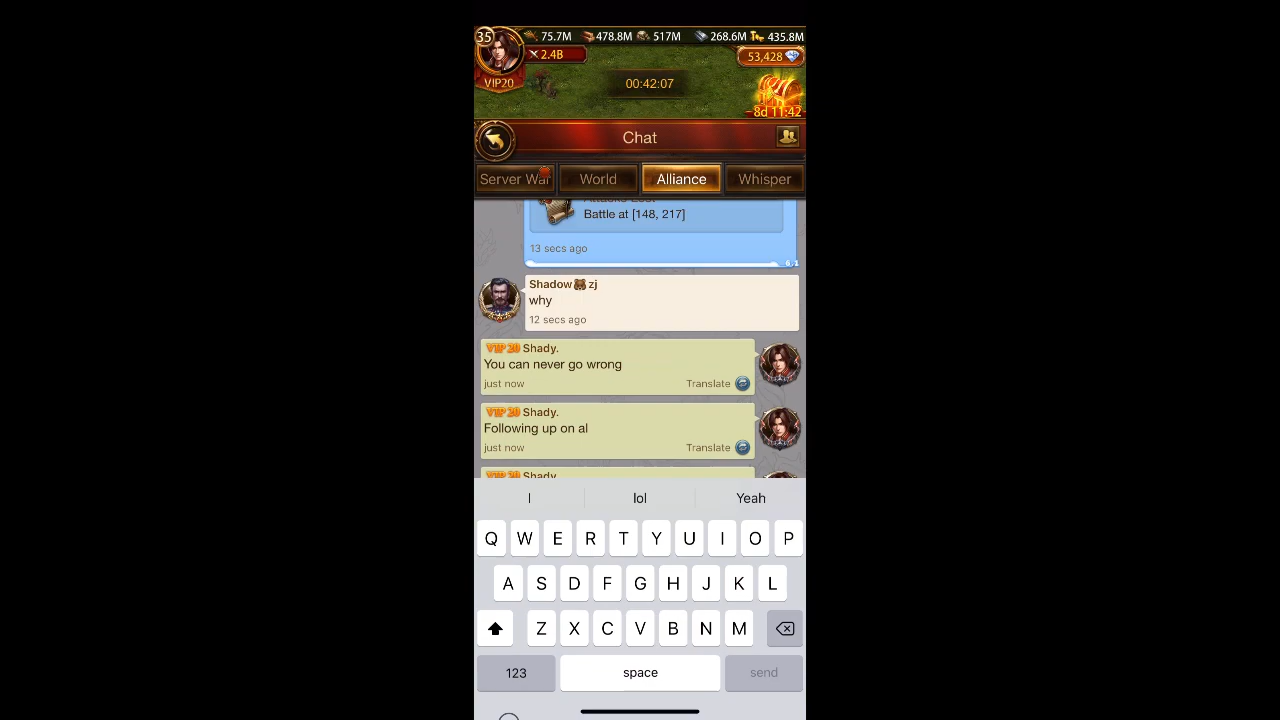 35 75.7M 478.8M 517M 268.6M 435.8M
2.4B 53,428
VIP20 00:42:07
8d 11:42
Chat
Server War World Alliance Whisper
Battle at [148, 217]
13 secs ago
Shadow zj
why
12 secs ago
VIP 20 Shady.
You can never go wrong
just now Translate
VIP 20 Shady.
Following up on al
just now Translate
VIP 20 Shady.
I lol Yeah
Q W E R T Y U I O P
A S D F G H J K L
Z X C V B N M
123 space send